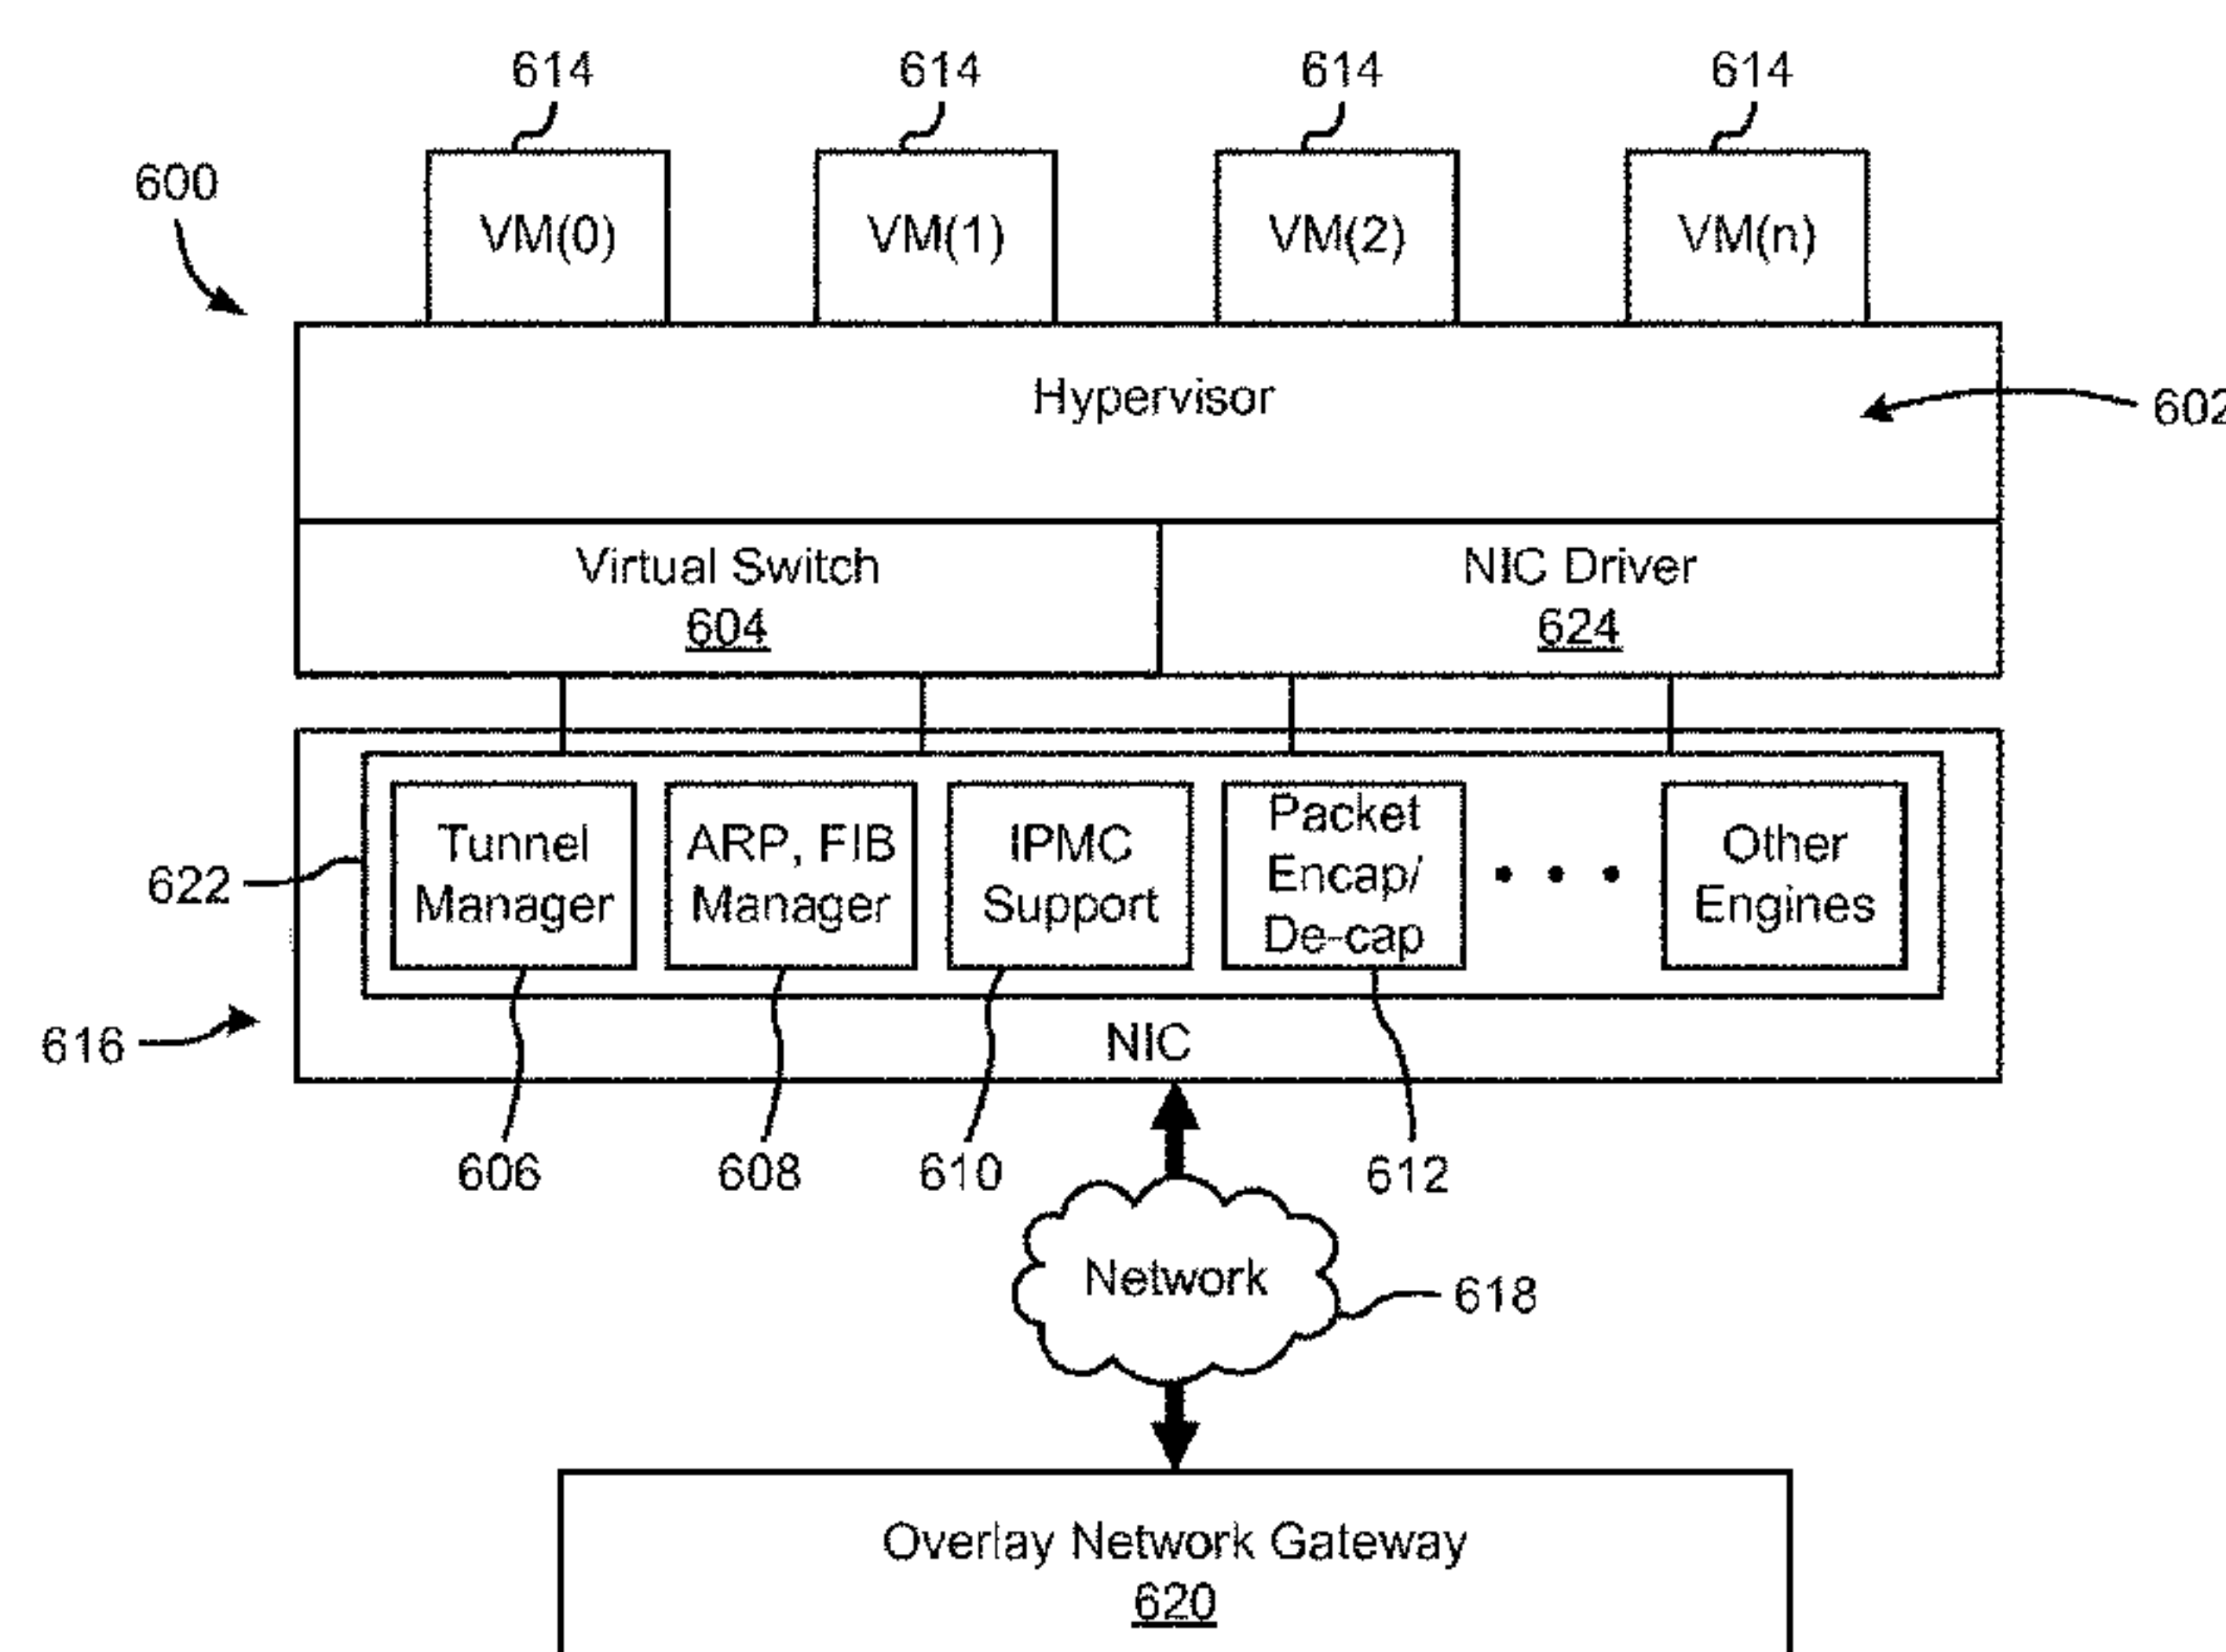 614 614 614 614
600
VM(0) VM(1) VM(2) VM(n)
Hypervisor
602
Virtual Switch NIC Driver
604 624
Tunnel ARP, FIB IPMC Packet Other
Manager Manager Support Encap/ Engines
De-cap
622
616
NIC
606 608 610 612
Network
618
Overlay Network Gateway
620